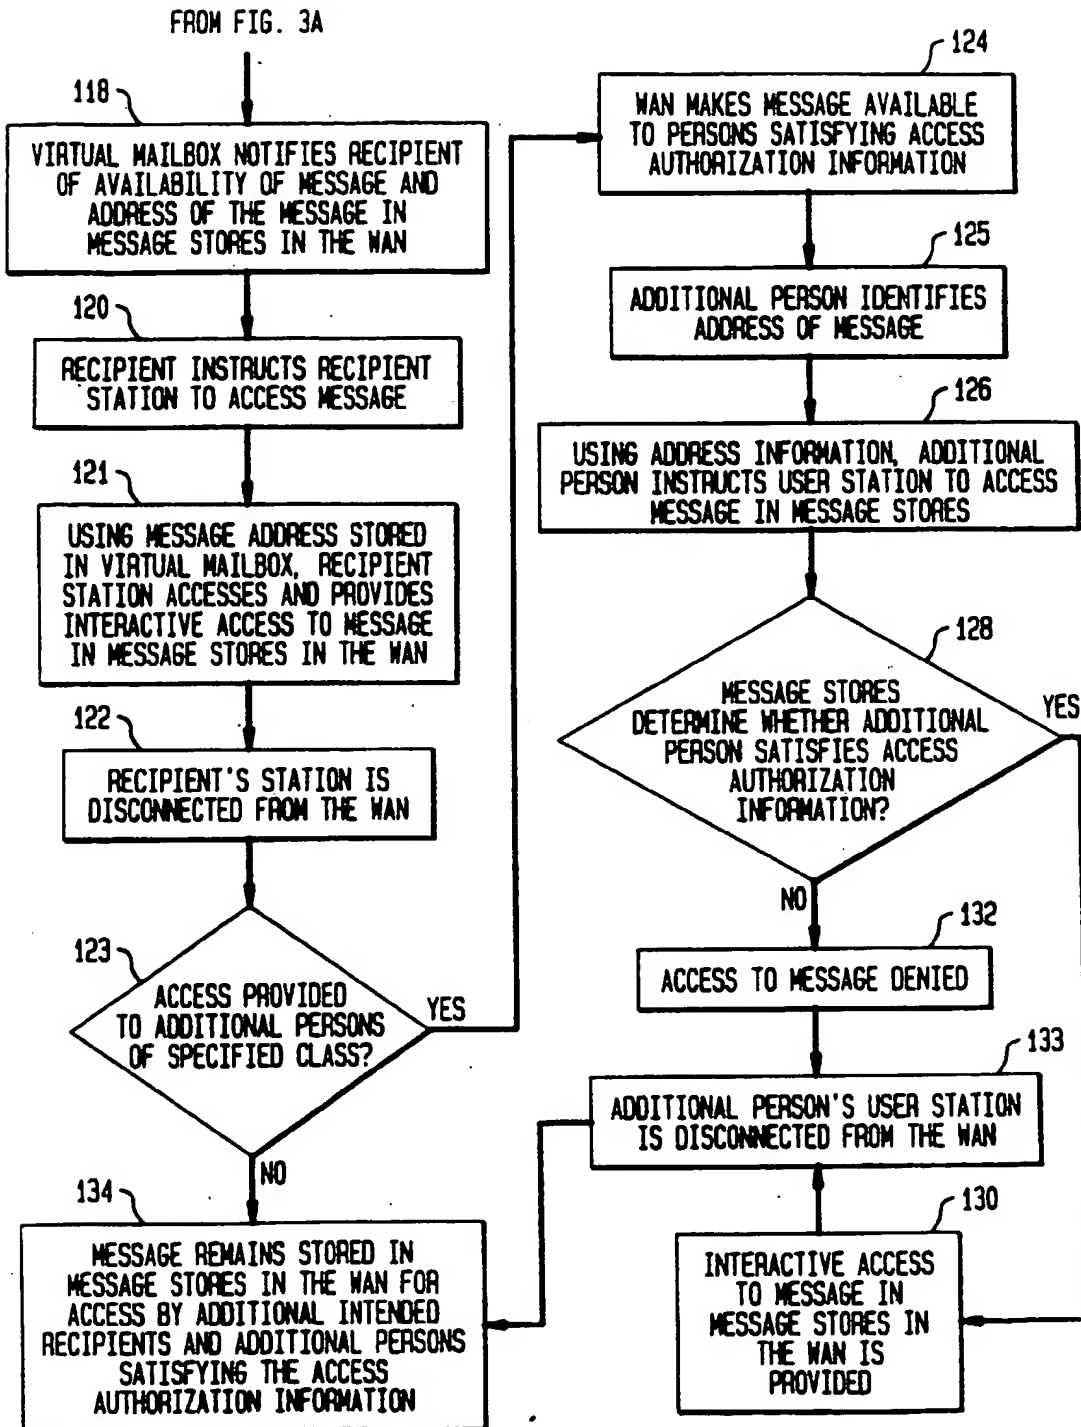 FROM FIG. 3A
118
VIRTUAL MAILBOX NOTIFIES RECIPIENT
OF AVAILABILITY OF MESSAGE AND
ADDRESS OF THE MESSAGE IN
MESSAGE STORES IN THE WAN
120
RECIPIENT INSTRUCTS RECIPIENT
STATION TO ACCESS MESSAGE
121
USING MESSAGE ADDRESS STORED
IN VIRTUAL MAILBOX, RECIPIENT
STATION ACCESSES AND PROVIDES
INTERACTIVE ACCESS TO MESSAGE
IN MESSAGE STORES IN THE WAN
122
RECIPIENT'S STATION IS
DISCONNECTED FROM THE WAN
123
ACCESS PROVIDED
TO ADDITIONAL PERSONS
OF SPECIFIED CLASS?
YES
NO
134
MESSAGE REMAINS STORED IN
MESSAGE STORES IN THE WAN FOR
ACCESS BY ADDITIONAL INTENDED
RECIPIENTS AND ADDITIONAL PERSONS
SATISFYING THE ACCESS
AUTHORIZATION INFORMATION
124
WAN MAKES MESSAGE AVAILABLE
TO PERSONS SATISFYING ACCESS
AUTHORIZATION INFORMATION
125
ADDITIONAL PERSON IDENTIFIES
ADDRESS OF MESSAGE
126
USING ADDRESS INFORMATION, ADDITIONAL
PERSON INSTRUCTS USER STATION TO ACCESS
MESSAGE IN MESSAGE STORES
128
MESSAGE STORES
DETERMINE WHETHER ADDITIONAL
PERSON SATISFIES ACCESS
AUTHORIZATION
INFORMATION?
YES
NO
132
ACCESS TO MESSAGE DENIED
133
ADDITIONAL PERSON'S USER STATION
IS DISCONNECTED FROM THE WAN
130
INTERACTIVE ACCESS
TO MESSAGE IN
MESSAGE STORES IN
THE WAN IS
PROVIDED